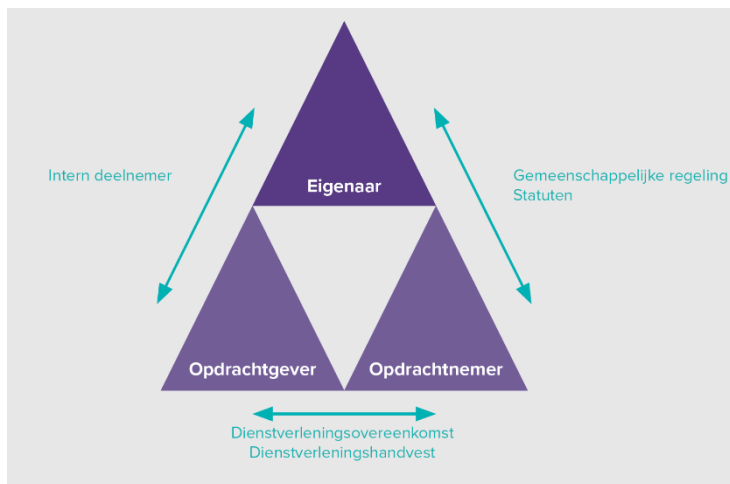 Intern deelnemer
Gemeenschappelijke regeling
Statuten
Eigenaar
Opdrachtgever
Opdrachtnemer
Dienstverleningsovereenkomst
Dienstverleningshandvest